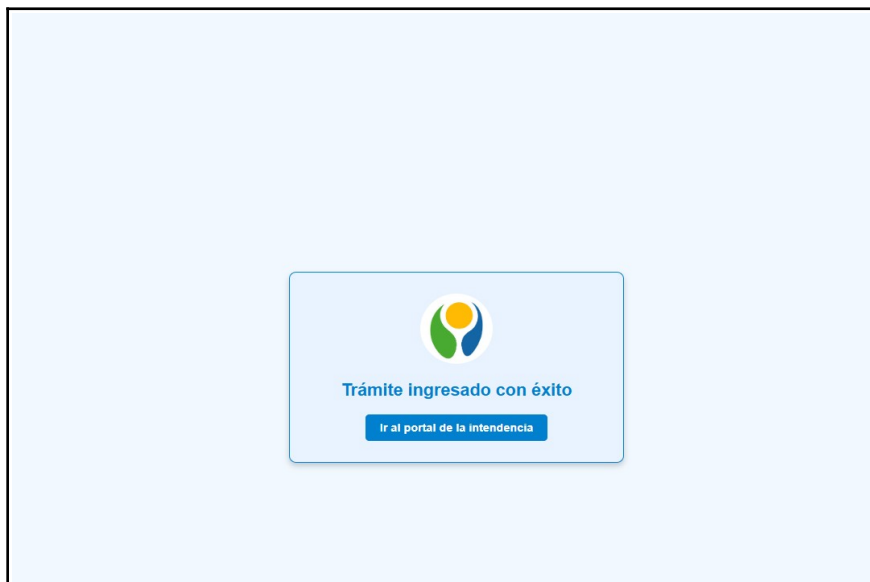 Trámite ingresado con éxito
Ir al portal de la intendencia